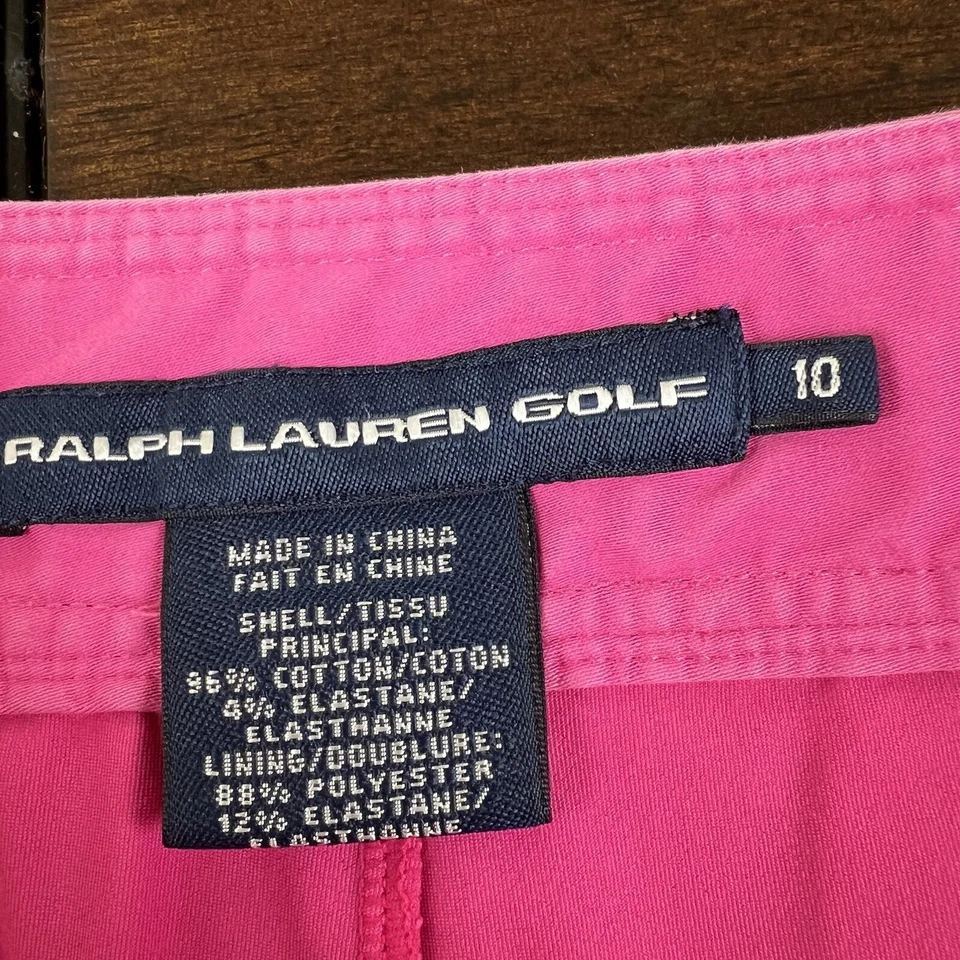 RALPH LAUREN GOLF
10
MADE IN CHINA
FAIT EN CHINE
SHELL/TISSU
PRINCIPAL:
96% COTTON/COTON
4% ELASTANE/
ELASTHANNE
LINING/DOUBLURE:
88% POLYESTER
12% ELASTANE/
ELASTHANNE